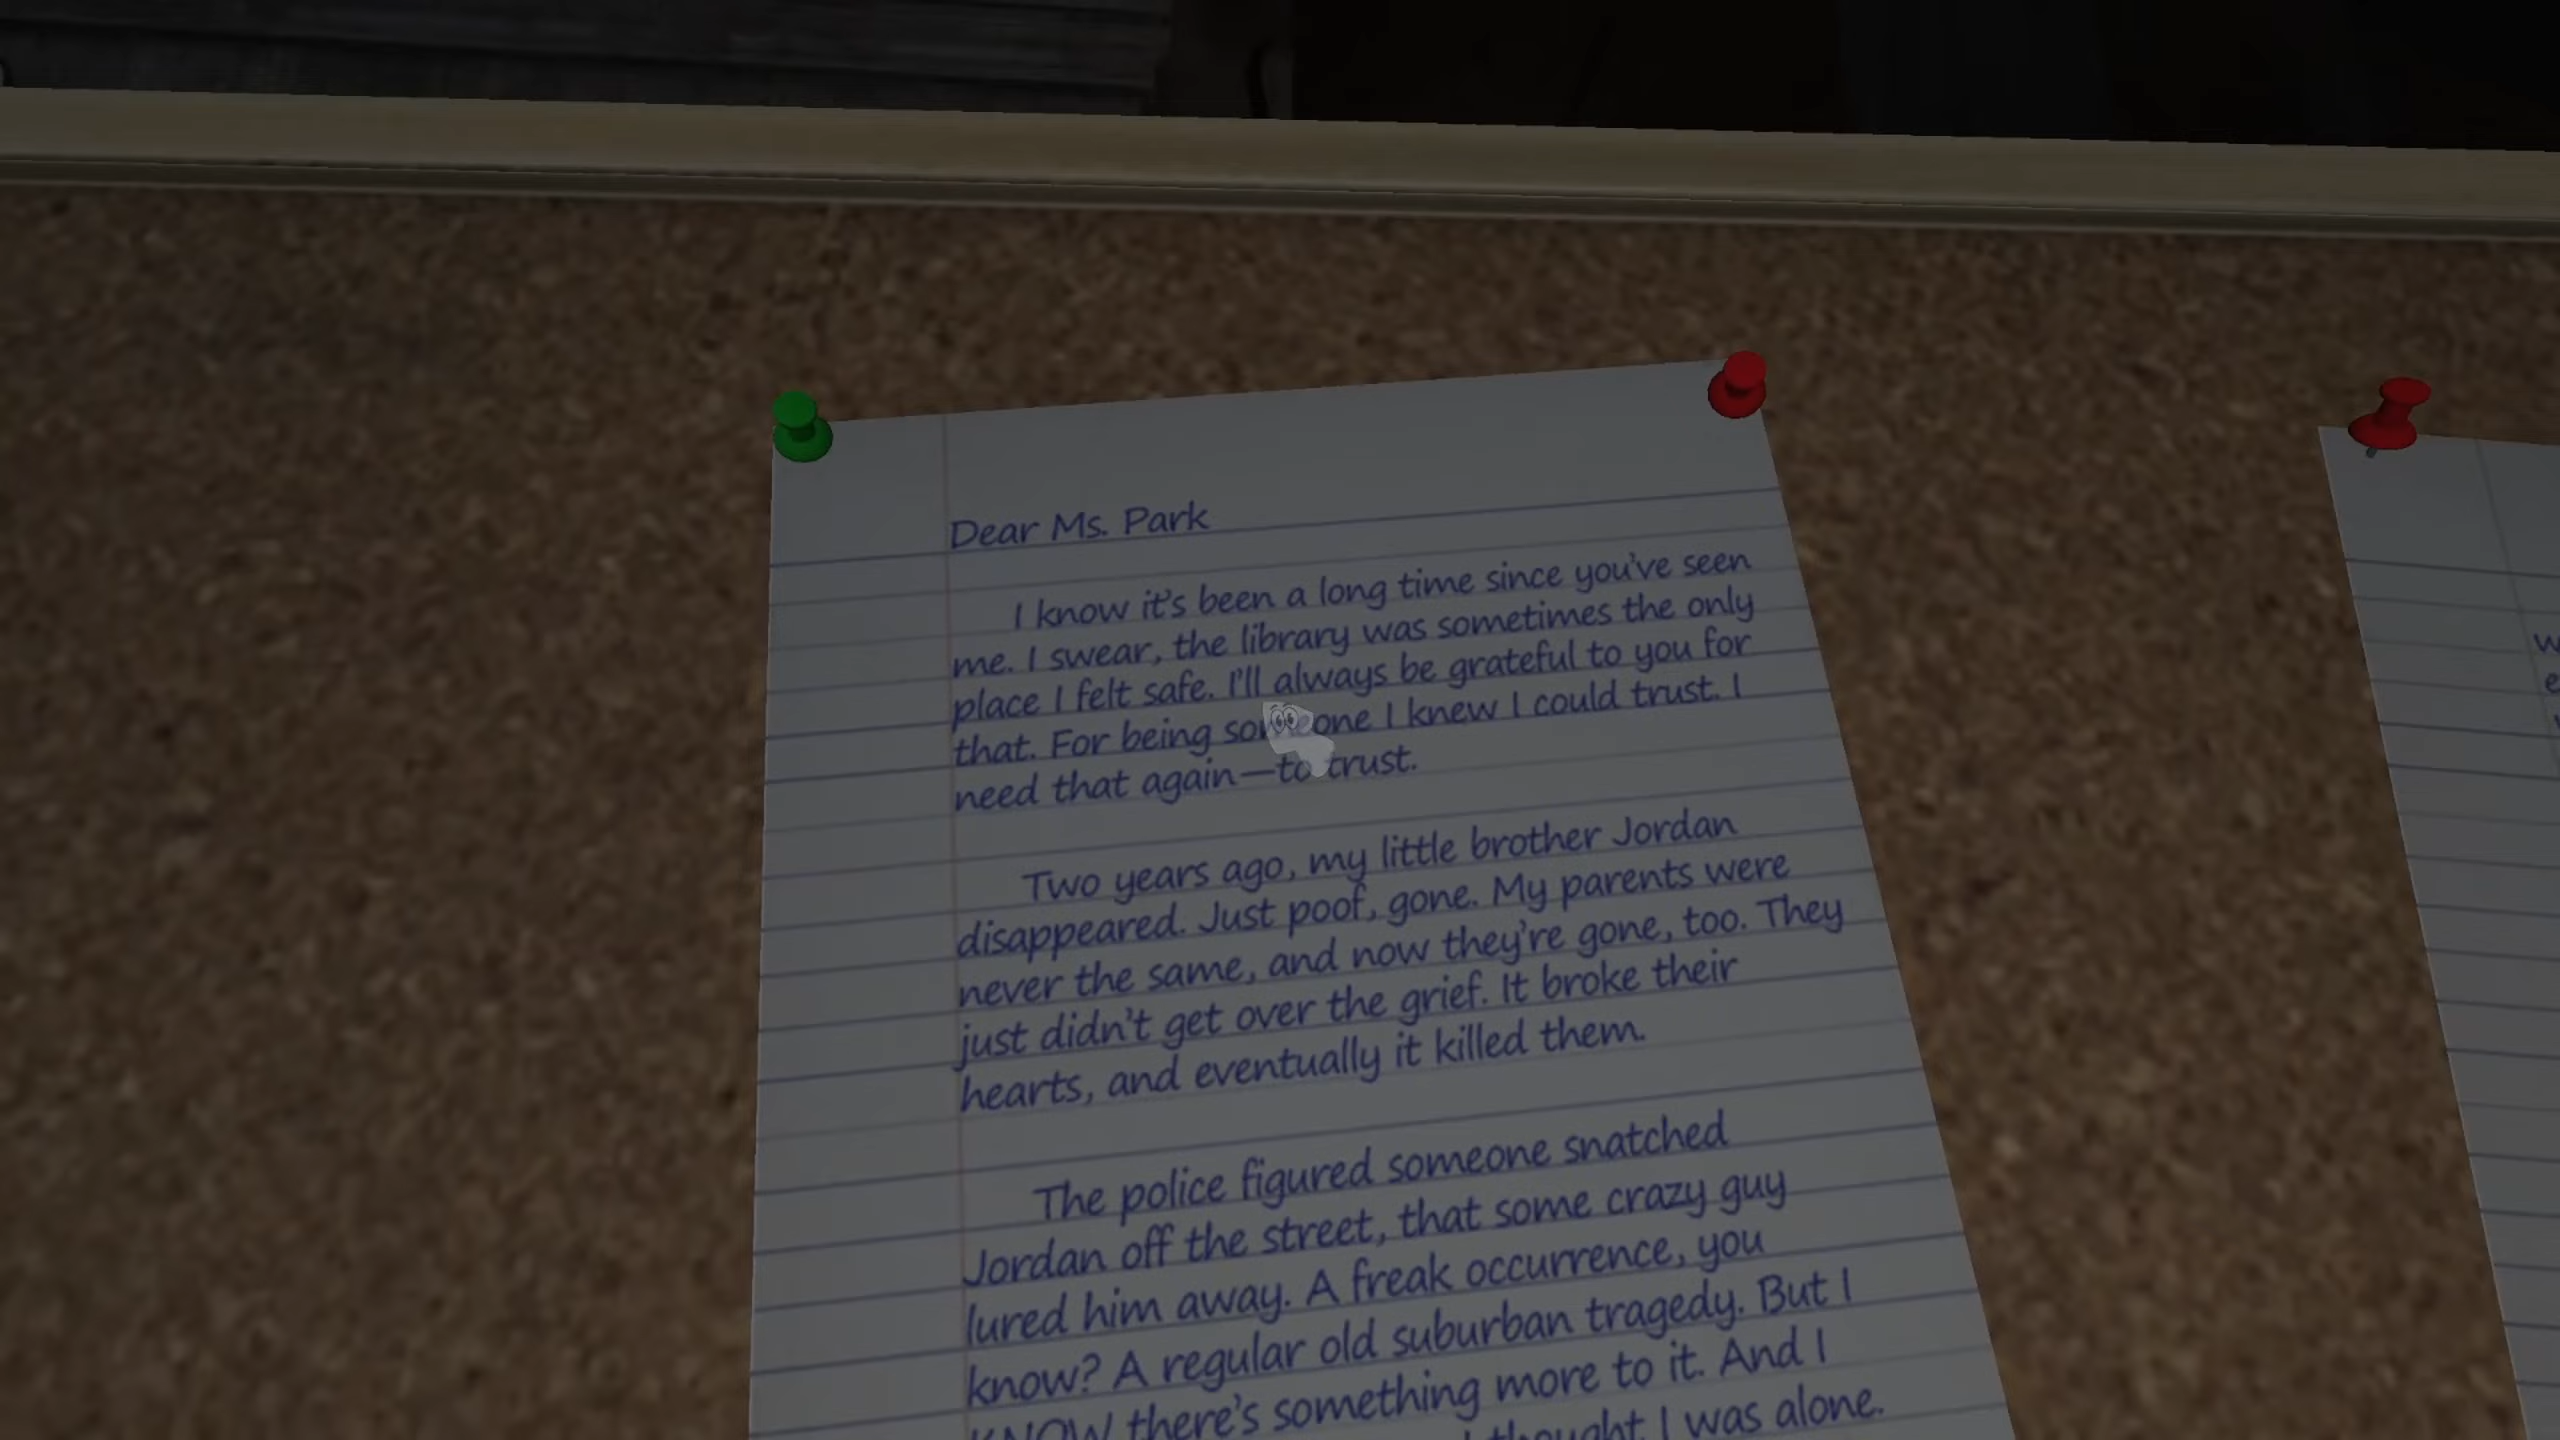 Dear Ms. Park
I know it's been a long time since you've seen
me. I swear, the library was sometimes the only
place I felt safe. I'll always be grateful to you for
that. For being someone I knew I could trust. I
need that again—to trust.
Two years ago, my little brother Jordan
disappeared. Just poof, gone. My parents were
never the same, and now they're gone, too. They
just didn't get over the grief. It broke their
hearts, and eventually it killed them.
The police figured someone snatched
Jordan off the street, that some crazy guy
lured him away. A freak occurrence, you
know? A regular old suburban tragedy. But I
KNOW there's something more to it. And I
thought I was alone.